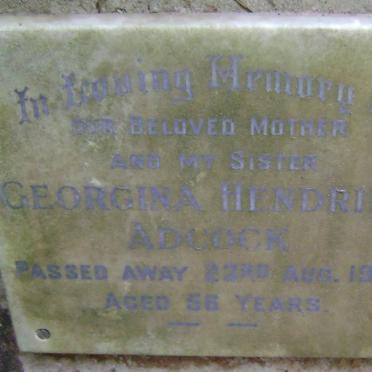 In Loving Memory
OUR BELOVED MOTHER
AND MY SISTER
GEORGINA HENDRI
ADCOCK
PASSED AWAY 23RD AUG. 19
AGED 56 YEARS.